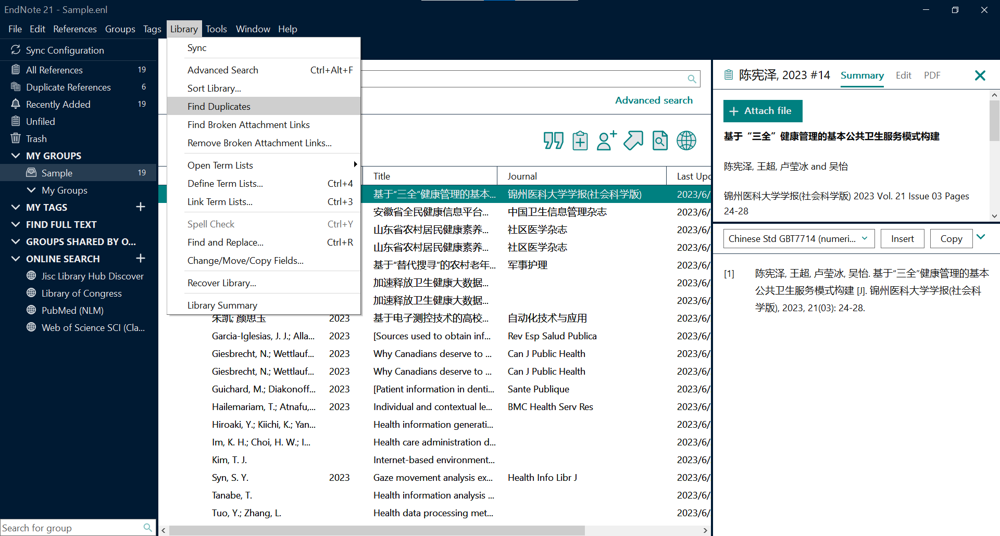 EndNote 21 - Sample.enl
File Edit References Groups Tags Library Tools Window Help
Sync Configuration
All References 19
Duplicate References 6
Recently Added 19
Unfiled
Trash
MY GROUPS
Sample 19
My Groups
MY TAGS
FIND FULL TEXT
GROUPS SHARED BY O...
ONLINE SEARCH
Jisc Library Hub Discover
Library of Congress
PubMed (NLM)
Web of Science SCI (Cla...
Search for group
Sync
Advanced Search Ctrl+Alt+F
Sort Library...
Find Duplicates
Find Broken Attachment Links
Remove Broken Attachment Links...
Open Term Lists
Define Term Lists... Ctrl+4
Link Term Lists... Ctrl+3
Spell Check Ctrl+Y
Find and Replace... Ctrl+R
Change/Move/Copy Fields...
Recover Library...
Library Summary
Advanced search
Title Journal Last Upd
基于“三全”健康管理的基本... 锦州医科大学学报(社会科学版) 2023/6/
安徽省全民健康信息平台... 中国卫生信息管理杂志 2023/6/
山东省农村居民健康素养... 社区医学杂志 2023/6/
山东省农村居民健康素养... 社区医学杂志 2023/6/
基于“替代搜寻”的农村老年... 军事护理 2023/6/
加速释放卫生健康大数据... 2023/6/
加速释放卫生健康大数据... 2023/6/
朱凯; 颜思玉 2023 基于电子测控技术的高校... 自动化技术与应用 2023/6/
Garcia-Iglesias, J. J.; Alla... 2023 [Sources used to obtain inf... Rev Esp Salud Publica 2023/6/
Giesbrecht, N.; Wettlauf... 2023 Why Canadians deserve to ... Can J Public Health 2023/6/
Giesbrecht, N.; Wettlauf... 2023 Why Canadians deserve to ... Can J Public Health 2023/6/
Guichard, M.; Diakonoff... 2023 [Patient information in denti... Sante Publique 2023/6/
Hailemariam, T.; Atnafu,... 2023 Individual and contextual le... BMC Health Serv Res 2023/6/
Hiroaki, Y.; Kiichi, K.; Yan... Health information generati... 2023/6/
Im, K. H.; Choi, H. W.; I... Health care administration d... 2023/6/
Kim, T. J. Internet-based environment... 2023/6/
Syn, S. Y. 2023 Gaze movement analysis ex... Health Info Libr J 2023/6/
Tanabe, T. Health information analysis ... 2023/6/
Tuo, Y.; Zhang, L. Health data processing met... 2023/6/
陈宪泽, 2023 #14 Summary Edit PDF
Attach file
基于“三全”健康管理的基本公共卫生服务模式构建
陈宪泽, 王超, 卢莹冰 and 吴怡
锦州医科大学学报(社会科学版) 2023 Vol. 21 Issue 03 Pages
24-28
Chinese Std GBT7714 (numeri... Insert Copy
[1] 陈宪泽, 王超, 卢莹冰, 吴怡. 基于“三全”健康管理的基本
公共卫生服务模式构建 [J]. 锦州医科大学学报(社会科
学版), 2023, 21(03): 24-28.